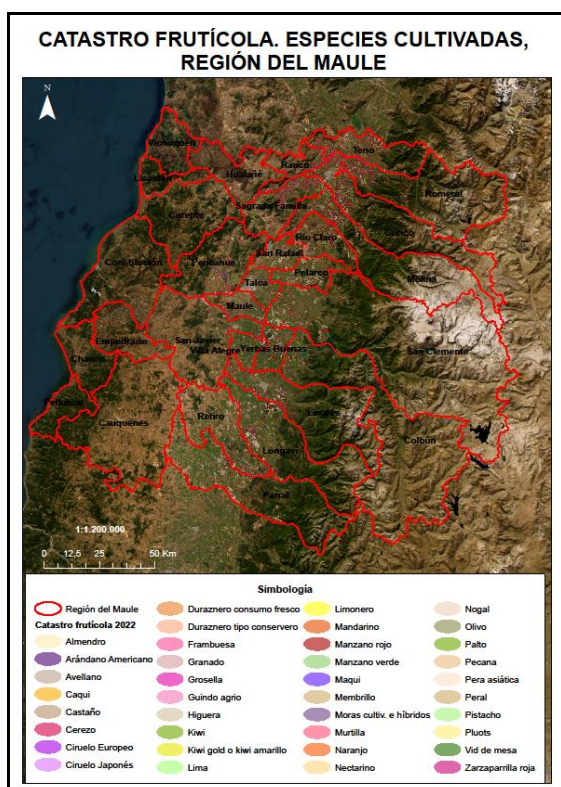 CATASTRO FRUTÍCOLA. ESPECIES CULTIVADAS,
REGIÓN DEL MAULE
N
Vichuquén
Teno
Rauco
Hualañé
Licantén
Romeral
Sagrada Familia
Curepto
Curicó
Río Claro
Constitución
San Rafael
Pencahue
Pelarco
Molina
Talca
Maule
Empedrado
San Javier
Villa Alegre
Yerbas Buenas
San Clemente
Chanco
Pelluhue
Cauquenes
Retiro
Linares
Colbún
Longaví
Parral
1:1.200.000
0 12,5 25 50 Km
Simbología
Región del Maule
Catastro frutícola 2022
Almendro
Arándano Americano
Avellano
Caqui
Castaño
Cerezo
Ciruelo Europeo
Ciruelo Japonés
Duraznero consumo fresco
Duraznero tipo conservero
Frambuesa
Granado
Grosella
Guindo agrio
Higuera
Kiwi
Kiwi gold o kiwi amarillo
Lima
Limonero
Mandarino
Manzano rojo
Manzano verde
Maqui
Membrillo
Moras cultiv. e híbridos
Murtilla
Naranjo
Nectarino
Nogal
Olivo
Palto
Pecana
Pera asiática
Peral
Pistacho
Pluots
Vid de mesa
Zarzaparrilla roja